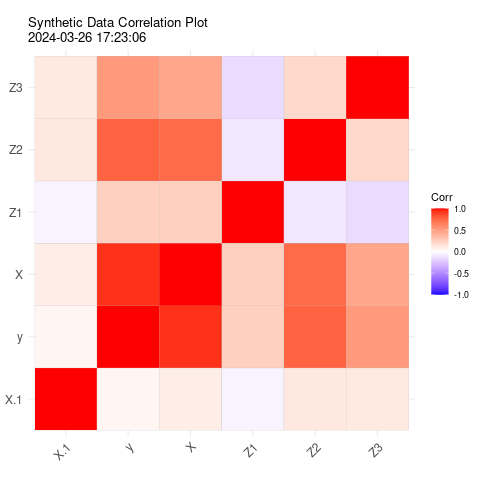 Synthetic Data Correlation Plot
2024-03-26 17:23:06
Z3
Z2
Z1
X
y
X.1
X.1
y
X
Z1
Z2
Z3
Corr
1.0
0.5
0.0
-0.5
-1.0